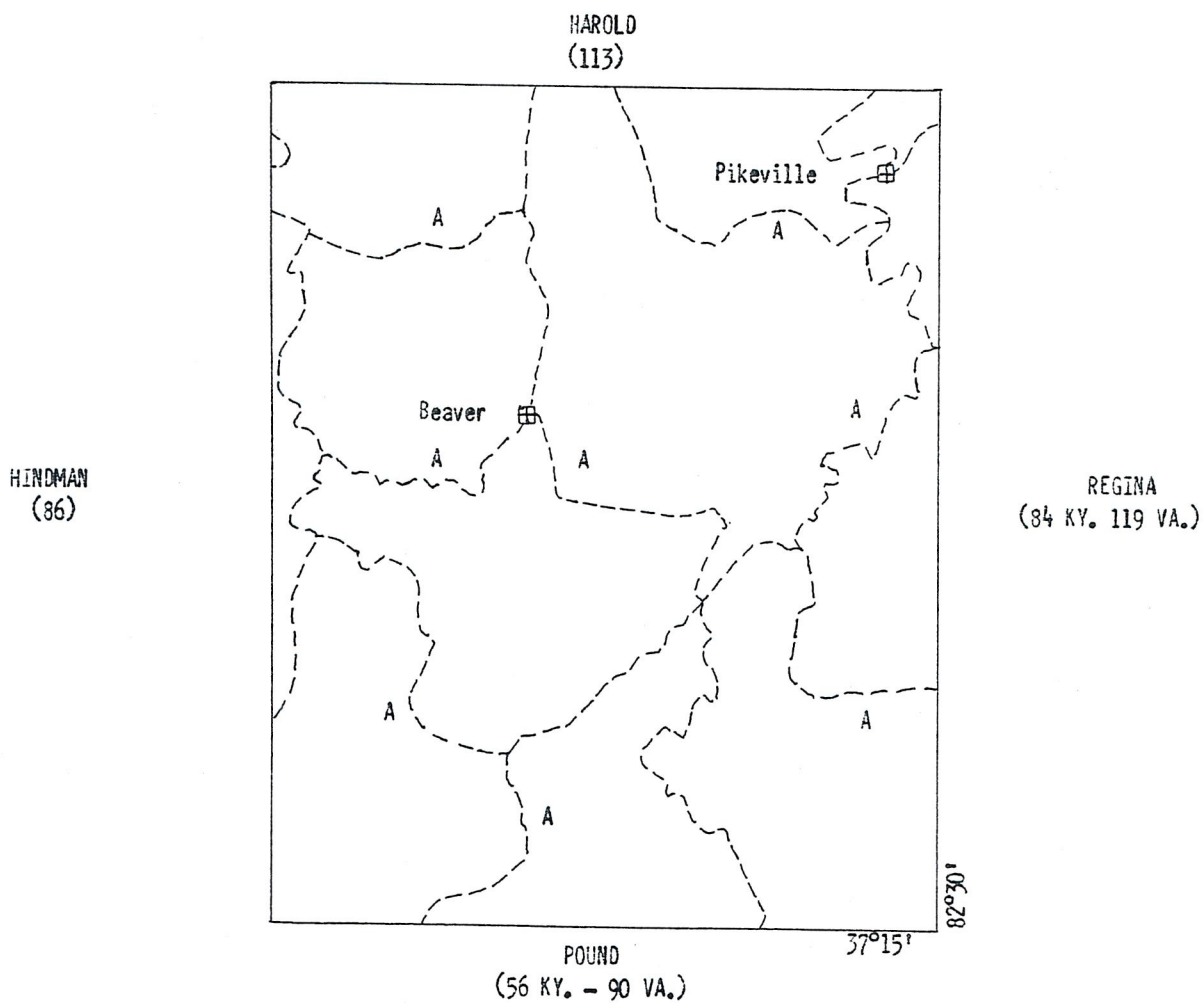 HAROLD
(113)
Pikeville
A
A
Beaver
A
A
A
HINDMAN
(86)
REGINA
(84 KY. 119 VA.)
A
A
A
82°30'
37°15'
POUND
(56 KY. - 90 VA.)